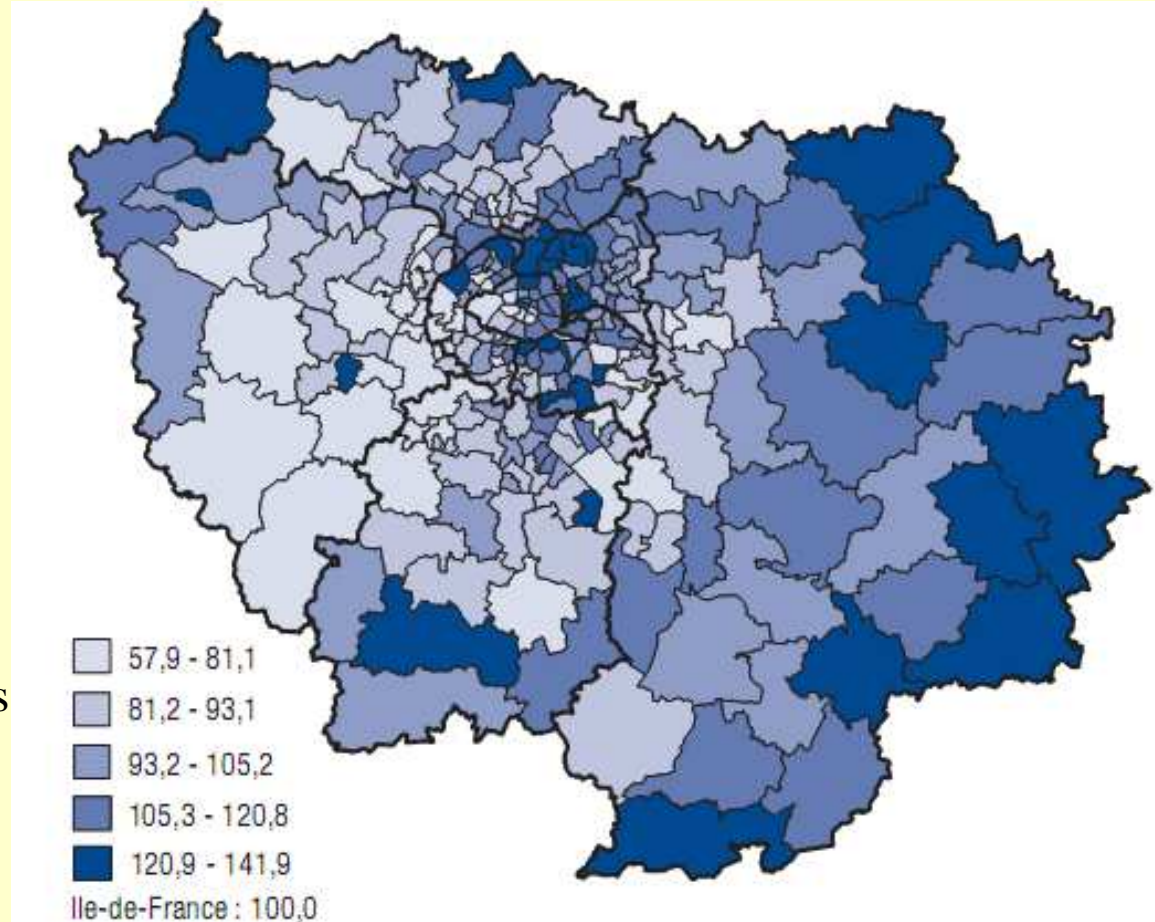 s
57,9 - 81,1
81,2 - 93,1
93,2 - 105,2
105,3 - 120,8
120,9 - 141,9
Ile-de-France : 100,0